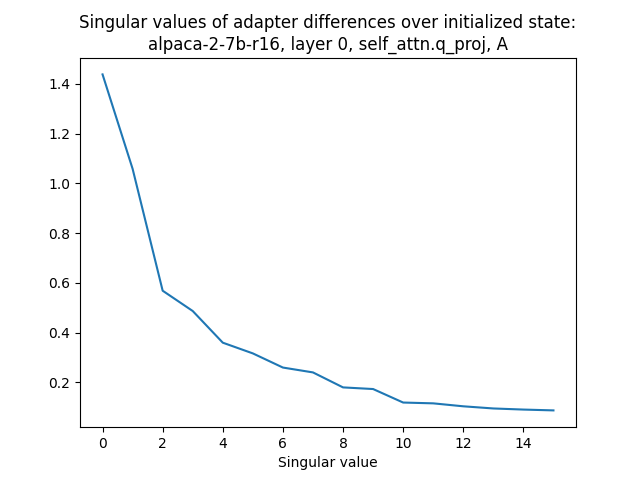 Singular values of adapter differences over initialized state:
alpaca-2-7b-r16, layer 0, self_attn.q_proj, A
1.4
1.2
1.0
0.8
0.6
0.4
0.2
0 2 4 6 8 10 12 14
Singular value